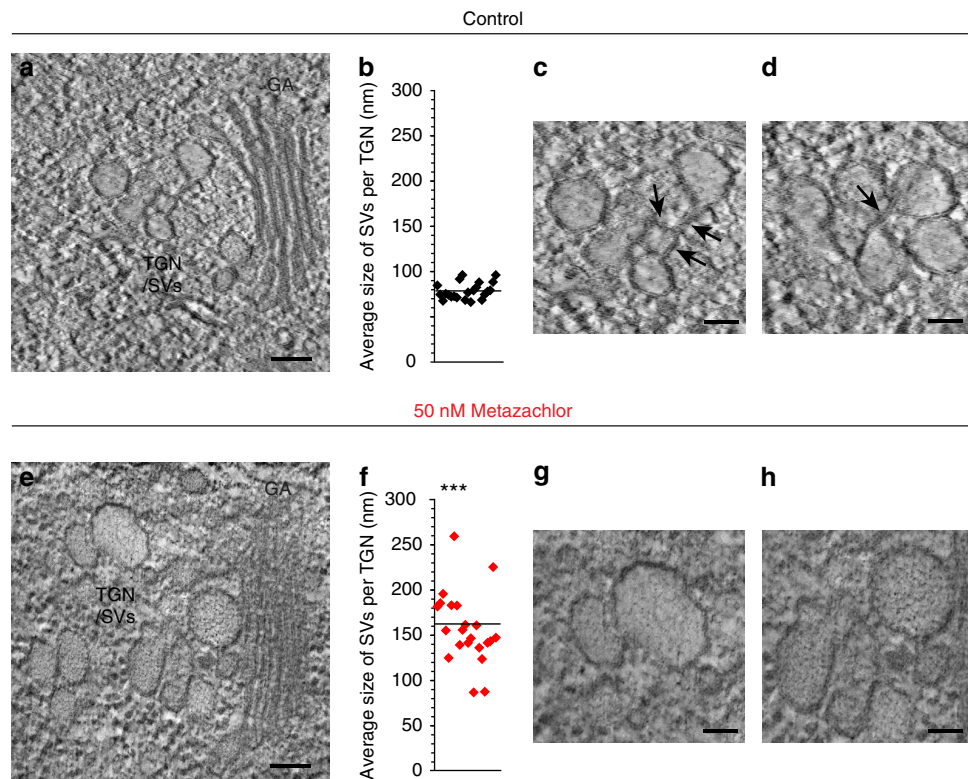 Control
a
GA
TGN
/SVs
b
Average size of SVs per TGN (nm)
300
250
200
150
100
50
0
c
d
50 nM Metazachlor
e
GA
TGN
/SVs
f
***
Average size of SVs per TGN (nm)
300
250
200
150
100
50
0
g
h